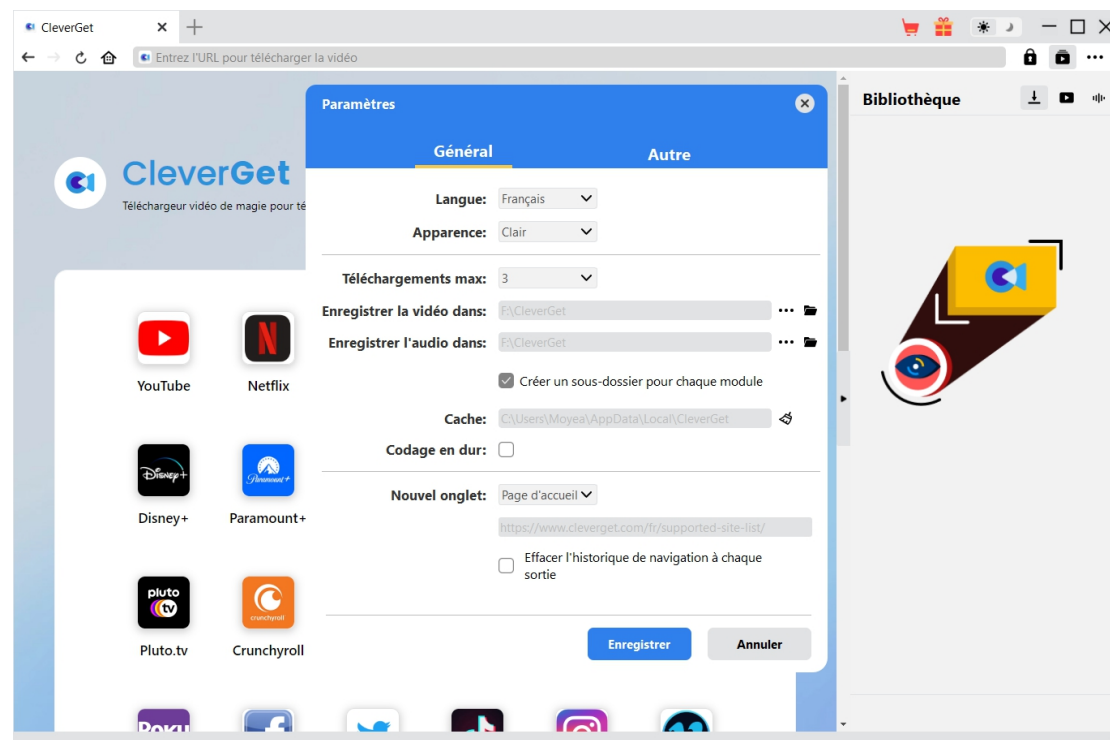 CleverGet
Entrez l'URL pour télécharger la vidéo
Paramètres
Général
Autre
Langue: Français
Apparence: Clair
Téléchargements max: 3
Enregistrer la vidéo dans: F:\CleverGet
Enregistrer l'audio dans: F:\CleverGet
Créer un sous-dossier pour chaque module
Cache: C:\Users\Moyea\AppData\Local\CleverGet
Codage en dur:
Nouvel onglet: Page d'accueil
https://www.cleverget.com/fr/supported-site-list/
Effacer l'historique de navigation à chaque
sortie
Enregistrer
Annuler
CleverGet
Téléchargeur vidéo de magie pour té
YouTube
Netflix
Disney+
Paramount+
Disney+
Paramount+
pluto
tv
crunchyroll
Pluto.tv
Crunchyroll
Roku
Bibliothèque